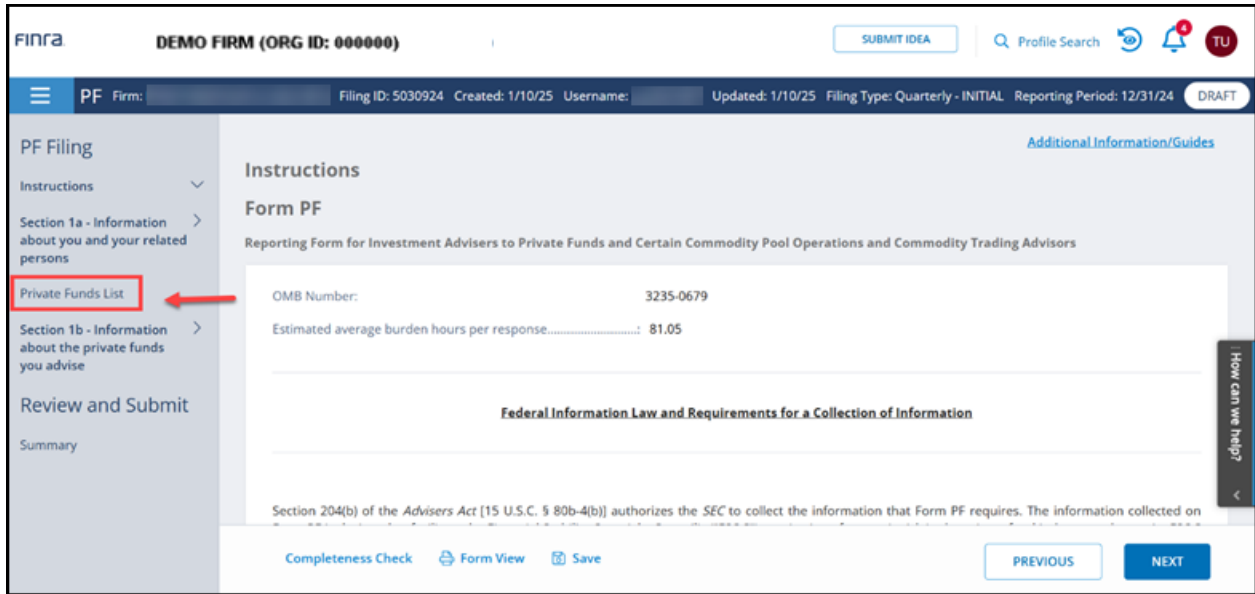 FINRA
DEMO FIRM (ORG ID: 000000)
SUBMIT IDEA
Profile Search
4
TU
PF Firm: Filing ID: 5030924 Created: 1/10/25 Username: Updated: 1/10/25 Filing Type: Quarterly - INITIAL Reporting Period: 12/31/24 DRAFT
PF Filing
Instructions
Section 1a - Information
about you and your related
persons
Private Funds List
Section 1b - Information
about the private funds
you advise
Review and Submit
Summary
Additional Information/Guides
Instructions
Form PF
Reporting Form for Investment Advisers to Private Funds and Certain Commodity Pool Operations and Commodity Trading Advisors
OMB Number: 3235-0679
Estimated average burden hours per response............................: 81.05
Federal Information Law and Requirements for a Collection of Information
Section 204(b) of the Advisers Act [15 U.S.C. § 80b-4(b)] authorizes the SEC to collect the information that Form PF requires. The information collected on
How can we help?
Completeness Check Form View Save
PREVIOUS
NEXT